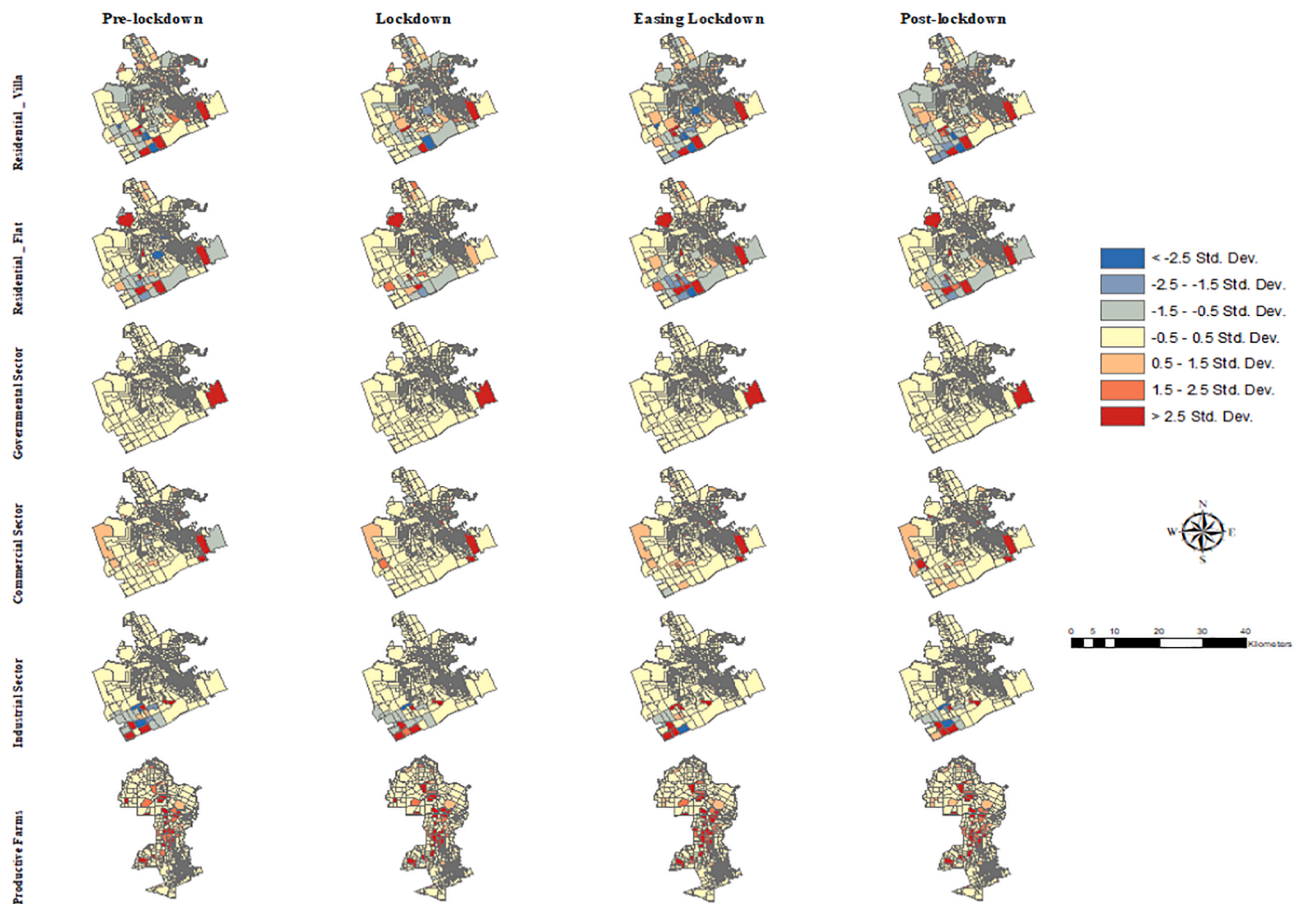 Pre-lockdown
Lockdown
Easing Lockdown
Post-lockdown
Residential _ Villa
Residential _ Flat
Governmental Sector
Commercial Sector
Industrial Sector
Productive Farms
< -2.5 Std. Dev.
-2.5 - -1.5 Std. Dev.
-1.5 - -0.5 Std. Dev.
-0.5 - 0.5 Std. Dev.
0.5 - 1.5 Std. Dev.
1.5 - 2.5 Std. Dev.
> 2.5 Std. Dev.
N
W E
S
0 5 10 20 30 40
Kilometers